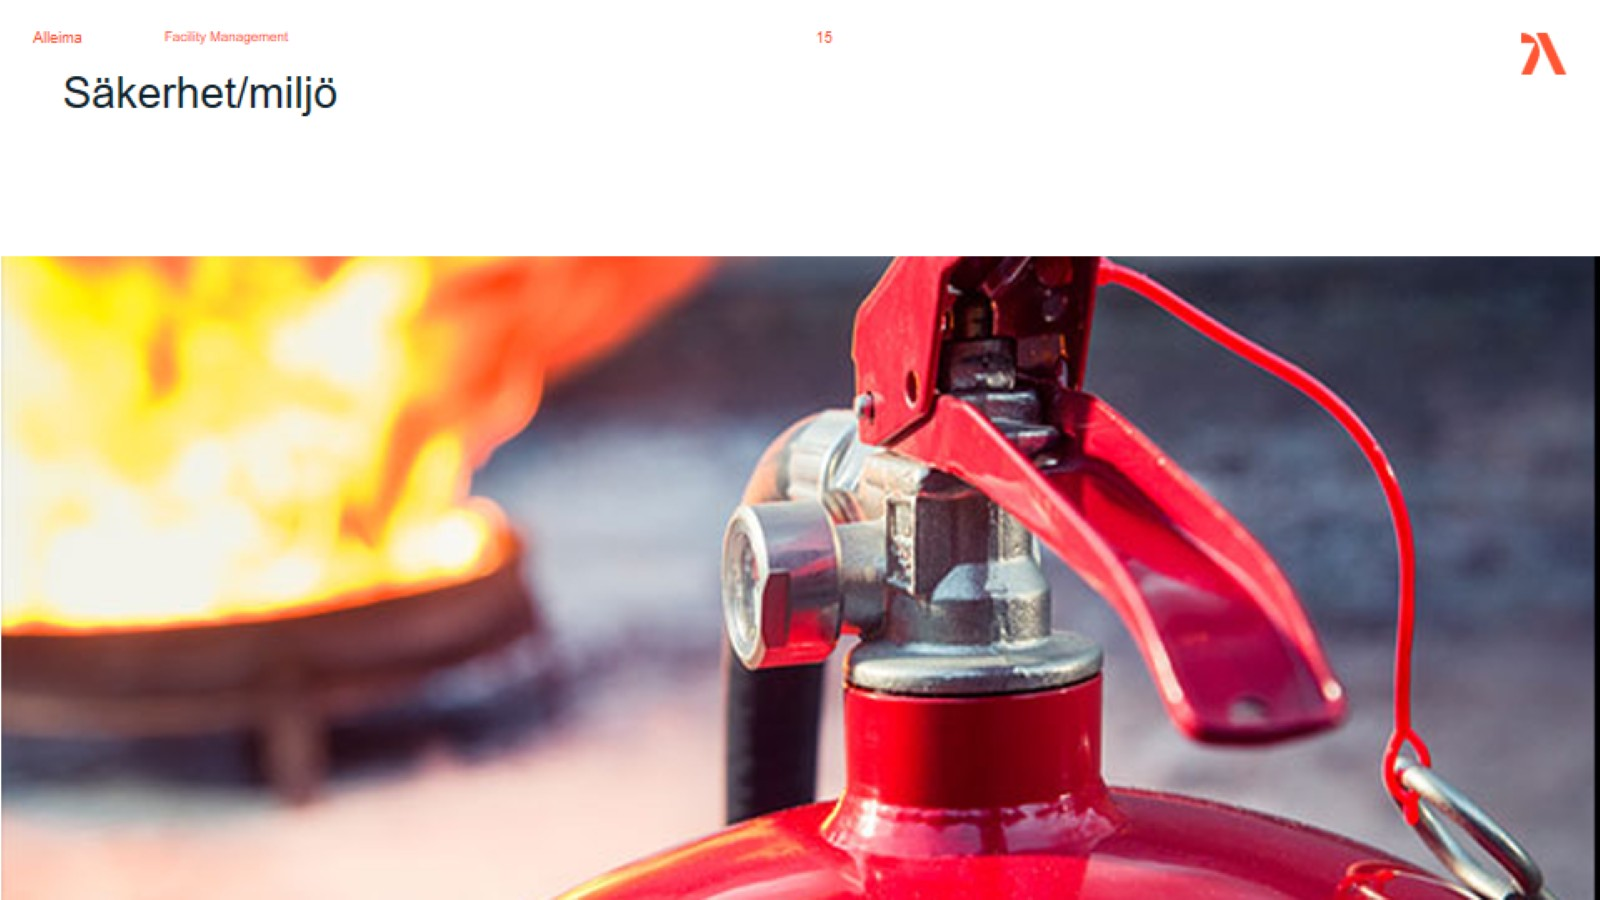 Alleima
Facility Management
15
Säkerhet/miljö